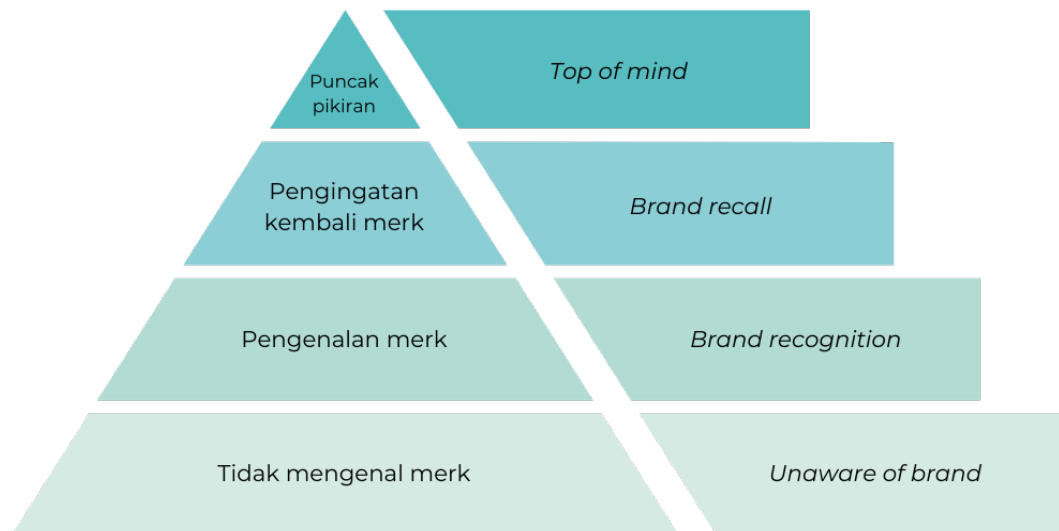 Puncak
pikiran
Top of mind
Pengingatan
kembali merk
Brand recall
Pengenalan merk
Brand recognition
Tidak mengenal merk
Unaware of brand